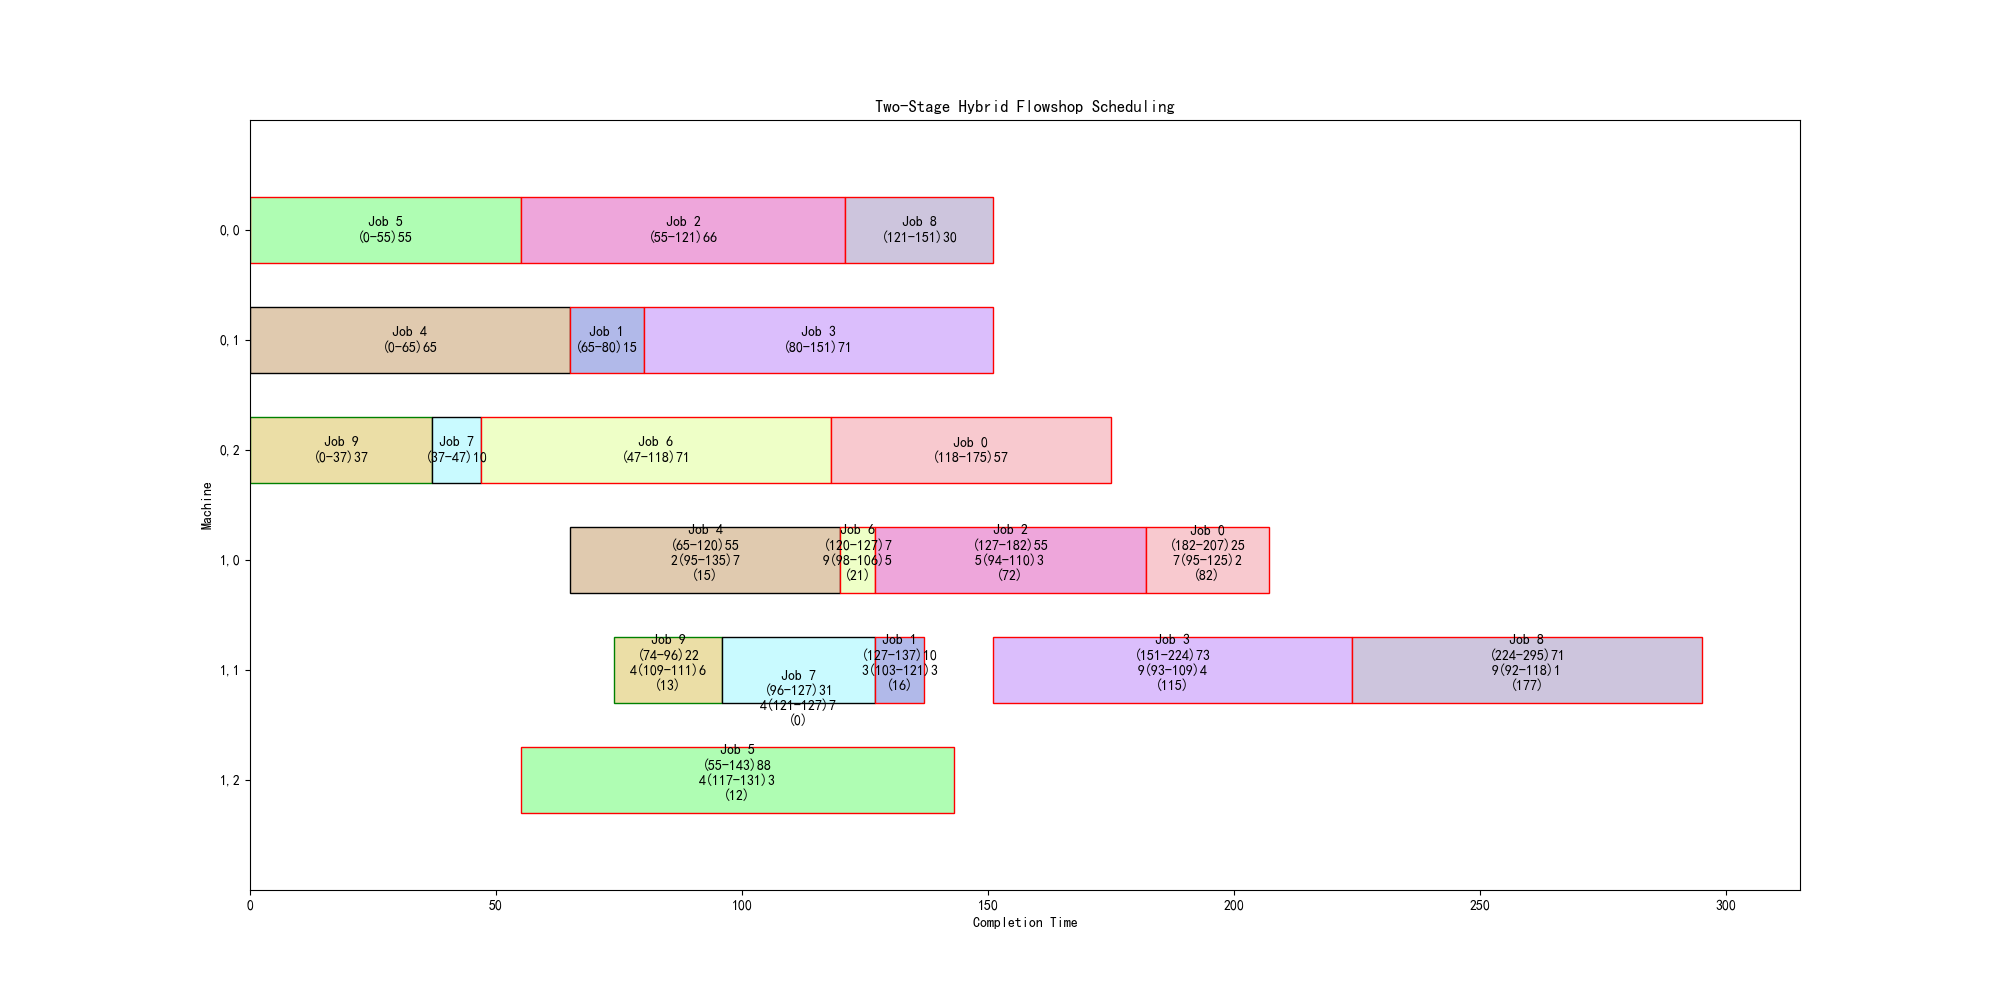 Two-Stage Hybrid Flowshop Scheduling
Machine
0,0
Job 5
(0-55)55
Job 2
(55-121)66
Job 8
(121-151)30
0,1
Job 4
(0-65)65
Job 1
(65-80)15
Job 3
(80-151)71
0,2
Job 9
(0-37)37
Job 7
(37-47)10
Job 6
(47-118)71
Job 0
(118-175)57
1,0
Job 4
(65-120)55
2(95-135)7
(15)
Job 6
(120-127)7
9(98-106)5
(21)
Job 2
(127-182)55
5(94-110)3
(72)
Job 0
(182-207)25
7(95-125)2
(82)
1,1
Job 9
(74-96)22
4(109-111)6
(13)
Job 7
(96-127)31
4(121-127)7
(0)
Job 1
(127-137)10
3(103-121)3
(16)
Job 3
(151-224)73
9(93-109)4
(115)
Job 8
(224-295)71
9(92-118)1
(177)
1,2
Job 5
(55-143)88
4(117-131)3
(12)
0
50
100
150
200
250
300
Completion Time